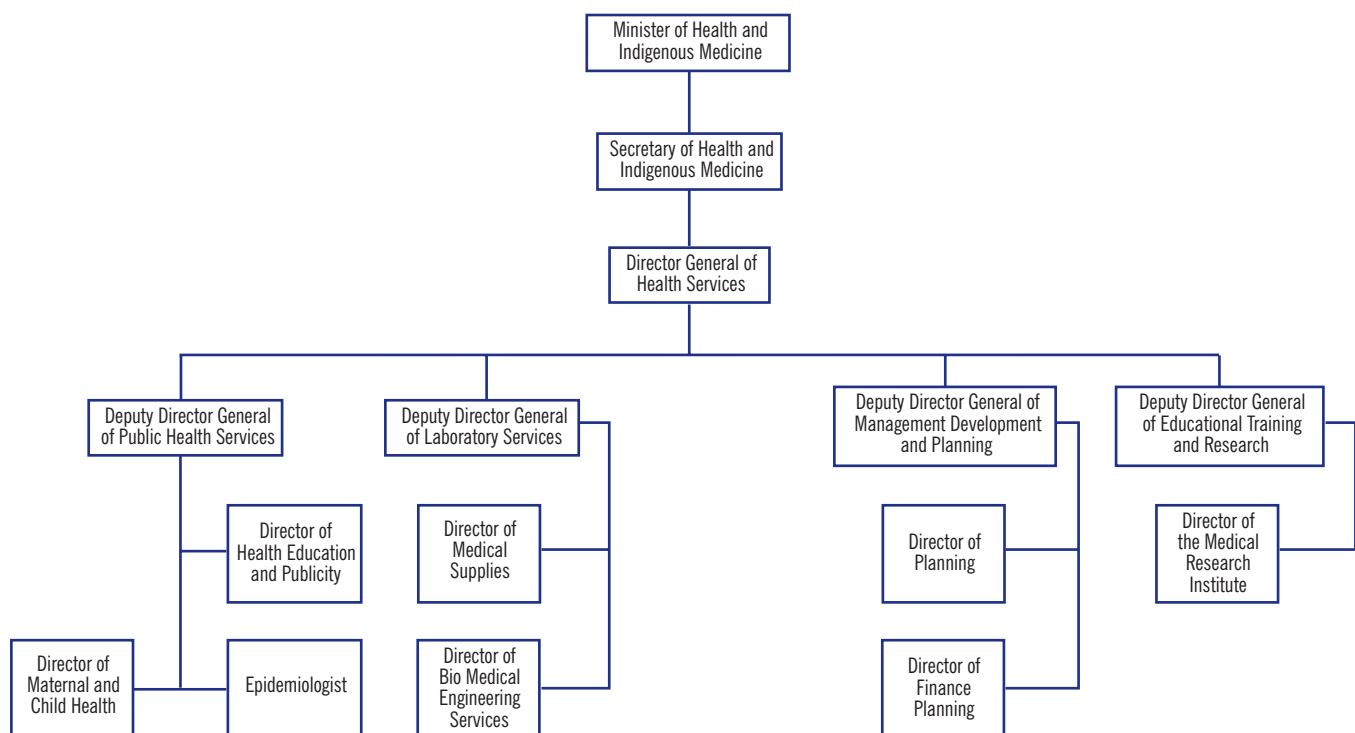 Minister of Health and
Indigenous Medicine
Secretary of Health and
Indigenous Medicine
Director General of
Health Services
Deputy Director General
of Public Health Services
Deputy Director General
of Laboratory Services
Deputy Director General of
Management Development
and Planning
Deputy Director General
of Educational Training
and Research
Director of
Health Education
and Publicity
Director of
Medical
Supplies
Director of
Planning
Director of
the Medical
Research
Institute
Director of
Maternal and
Child Health
Epidemiologist
Director of
Bio Medical
Engineering
Services
Director of
Finance
Planning